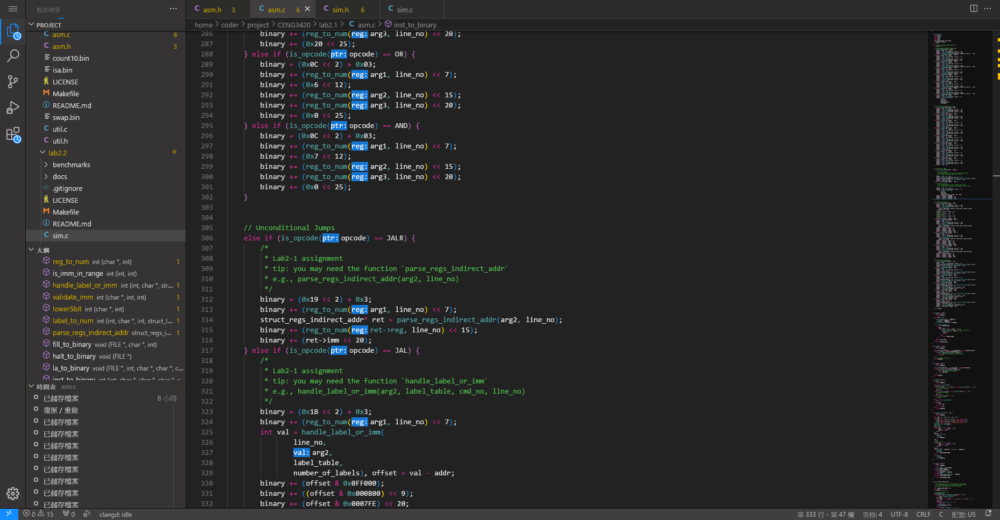 檔案總管
PROJECT
asm.c 6
asm.h 3
count10.bin
isa.bin
LICENSE
Makefile
README.md
swap.bin
util.c
util.h
lab2.2
benchmarks
docs
.gitignore
LICENSE
Makefile
README.md
sim.c
大綱
reg_to_num int (char *, int) 1
is_imm_in_range int (int, int)
handle_label_or_imm int (int, char *, str... 1
validate_imm int (char *, int, int) 1
lower5bit int (char *, int) 1
label_to_num int (int, char *, int, struct_l... 1
parse_regs_indirect_addr struct_regs_i... 1
fill_to_binary void (FILE *, char *, int)
halt_to_binary void (FILE *)
la_to_binary void (FILE *, int, char *, char *, c...
inst_to_binary int (int, char *, char *, char *, c...
時間表 asm.c
已儲存檔案 8 小時
復原 / 重做
已儲存檔案
已儲存檔案
已儲存檔案
已儲存檔案
已儲存檔案
已儲存檔案
已儲存檔案
已儲存檔案
asm.h 3
asm.c 6
sim.h 6
sim.c
home > coder > project > CENG3420 > lab2.1 > asm.c > inst_to_binary
286 binary += (reg_to_num(reg: arg3, line_no) << 20);
287 binary += (0x20 << 25);
288 } else if (is_opcode(ptr: opcode) == OR) {
289 binary = (0x0C << 2) + 0x03;
290 binary += (reg_to_num(reg: arg1, line_no) << 7);
291 binary += (0x6 << 12);
292 binary += (reg_to_num(reg: arg2, line_no) << 15);
293 binary += (reg_to_num(reg: arg3, line_no) << 20);
294 binary += (0x0 << 25);
295 } else if (is_opcode(ptr: opcode) == AND) {
296 binary = (0x0C << 2) + 0x03;
297 binary += (reg_to_num(reg: arg1, line_no) << 7);
298 binary += (0x7 << 12);
299 binary += (reg_to_num(reg: arg2, line_no) << 15);
300 binary += (reg_to_num(reg: arg3, line_no) << 20);
301 binary += (0x0 << 25);
302 }
303
304
305 // Unconditional Jumps
306 else if (is_opcode(ptr: opcode) == JALR) {
307 /*
308 * Lab2-1 assignment
309 * tip: you may need the function `parse_regs_indirect_addr`
310 * e.g., parse_regs_indirect_addr(arg2, line_no)
311 */
312 binary = (0x19 << 2) + 0x3;
313 binary += (reg_to_num(reg: arg1, line_no) << 7);
314 struct_regs_indirect_addr* ret = parse_regs_indirect_addr(arg2, line_no);
315 binary += (reg_to_num(reg: ret->reg, line_no) << 15);
316 binary += (ret->imm << 20);
317 } else if (is_opcode(ptr: opcode) == JAL) {
318 /*
319 * Lab2-1 assignment
320 * tip: you may need the function `handle_label_or_imm`
321 * e.g., handle_label_or_imm(arg2, label_table, cmd_no, line_no)
322 */
323 binary = (0x1B << 2) + 0x3;
324 binary += (reg_to_num(reg: arg1, line_no) << 7);
325 int val = handle_label_or_imm(
326 line_no,
327 val: arg2,
328 label_table,
329 number_of_labels), offset = val - addr;
330 binary += (offset & 0x0FF000);
331 binary += ((offset & 0x000800) << 9);
332 binary += (offset & 0x0007FE) << 20;
0 15 0 clangd: idle
第 333 行，第 47 欄 空格: 4 UTF-8 CRLF C 配置: US